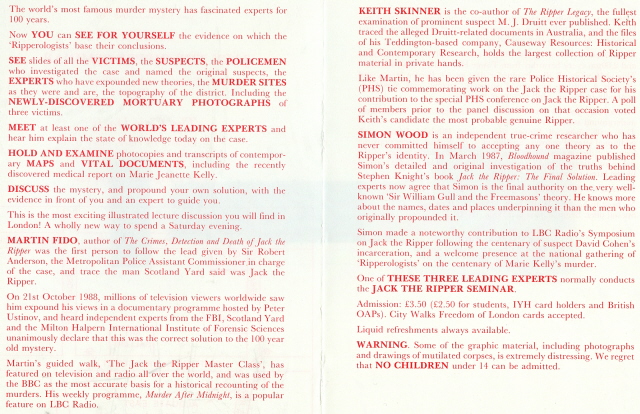 The world's most famous murder mystery has fascinated experts for
100 years.
Now YOU can SEE FOR YOURSELF the evidence on which the
'Ripperologists' base their conclusions.
SEE slides of all the VICTIMS, the SUSPECTS, the POLICEMEN
who investigated the case and named the original suspects, the
EXPERTS who have expounded new theories, the MURDER SITES
as they were and are, the topography of the district. Including the
NEWLY-DISCOVERED MORTUARY PHOTOGRAPHS of
three victims.
MEET at least one of the WORLD'S LEADING EXPERTS and
hear him explain the state of knowledge today on the case.
HOLD AND EXAMINE photocopies and transcripts of contempor-
ary MAPS and VITAL DOCUMENTS, including the recently
discovered medical report on Marie Jeanette Kelly.
DISCUSS the mystery, and propound your own solution, with the
evidence in front of you and an expert to guide you.
This is the most exciting illustrated lecture discussion you will find in
London! A wholly new way to spend a Saturday evening.
MARTIN FIDO, author of The Crimes, Detection and Death of Jack the
Ripper was the first person to follow the lead given by Sir Robert
Anderson, the Metropolitan Police Assistant Commissioner in charge
of the case, and trace the man Scotland Yard said was Jack the
Ripper.
On 21st October 1988, millions of television viewers worldwide saw
him expound his views in a documentary programme hosted by Peter
Ustinov, and heard independent experts from the FBI, Scotland Yard
and the Milton Halpern International Institute of Forensic Sciences
unanimously declare that this was the correct solution to the 100 year
old mystery.
Martin's guided walk, 'The Jack the Ripper Master Class', has
featured on television and radio all over the world, and was used by
the BBC as the most accurate basis for a historical recounting of the
murders. His weekly programme, Murder After Midnight, is a popular
feature on LBC Radio.
KEITH SKINNER is the co-author of The Ripper Legacy, the fullest
examination of prominent suspect M. J. Druitt ever published. Keith
traced the alleged Druitt-related documents in Australia, and the files
of his Teddington-based company, Causeway Resources: Historical
and Contemporary Research, holds the largest collection of Ripper
material in private hands.
Like Martin, he has been given the rare Police Historical Society's
(PHS) tie commemorating work on the Jack the Ripper case for his
contribution to the special PHS conference on Jack the Ripper. A poll
of members prior to the panel discussion on that occasion voted
Keith's candidate the most probable genuine Ripper.
SIMON WOOD is an independent true-crime researcher who has
never committed himself to accepting any one theory as to the
Ripper's identity. In March 1987, Bloodhound magazine published
Simon's detailed and original investigation of the truths behind
Stephen Knight's book Jack the Ripper: The Final Solution. Leading
experts now agree that Simon is the final authority on the very well-
known 'Sir William Gull and the Freemasons' theory. He knows more
about the names, dates and places underpinning it than the men who
originally propounded it.
Simon made a noteworthy contribution to LBC Radio's Symposium
on Jack the Ripper following the centenary of suspect David Cohen's
incarceration, and a welcome presence at the national gathering of
'Ripperologists' on the centenary of Marie Kelly's murder.
One of THESE THREE LEADING EXPERTS normally conducts
the JACK THE RIPPER SEMINAR.
Admission: £3.50 (£2.50 for students, IYH card holders and British
OAPs). City Walks Freedom of London cards accepted.
Liquid refreshments always available.
WARNING. Some of the graphic material, including photographs
and drawings of mutilated corpses, is extremely distressing. We regret
that NO CHILDREN under 14 can be admitted.